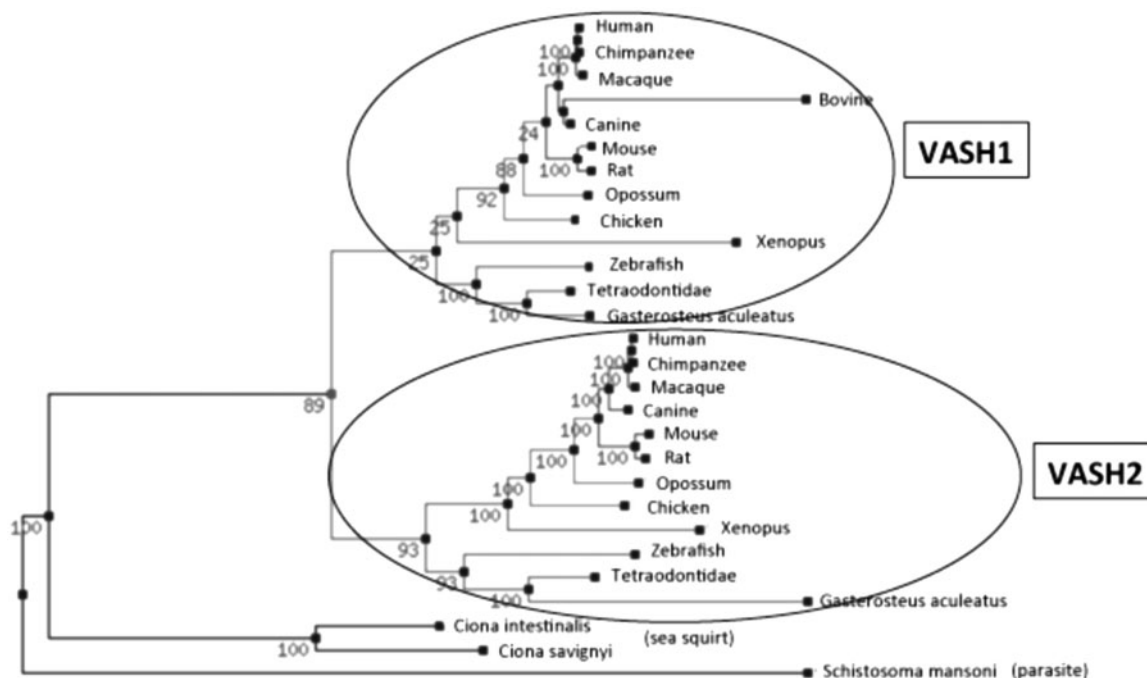 Human
100
Chimpanzee
100
Macaque
Bovine
Canine
24
Mouse
VASH1
100
Rat
88
Opossum
92
Chicken
25
Xenopus
25
Zebrafish
100
Tetraodontidae
100
Gasterosteus aculeatus
Human
100
Chimpanzee
100
Macaque
100
Canine
100
Mouse
100
Rat
100
VASH2
Opossum
100
Chicken
100
Xenopus
89
93
Zebrafish
93
Tetraodontidae
100
Gasterosteus aculeatus
100
Ciona intestinalis (sea squirt)
100
Ciona savignyi
Schistosoma mansoni (parasite)